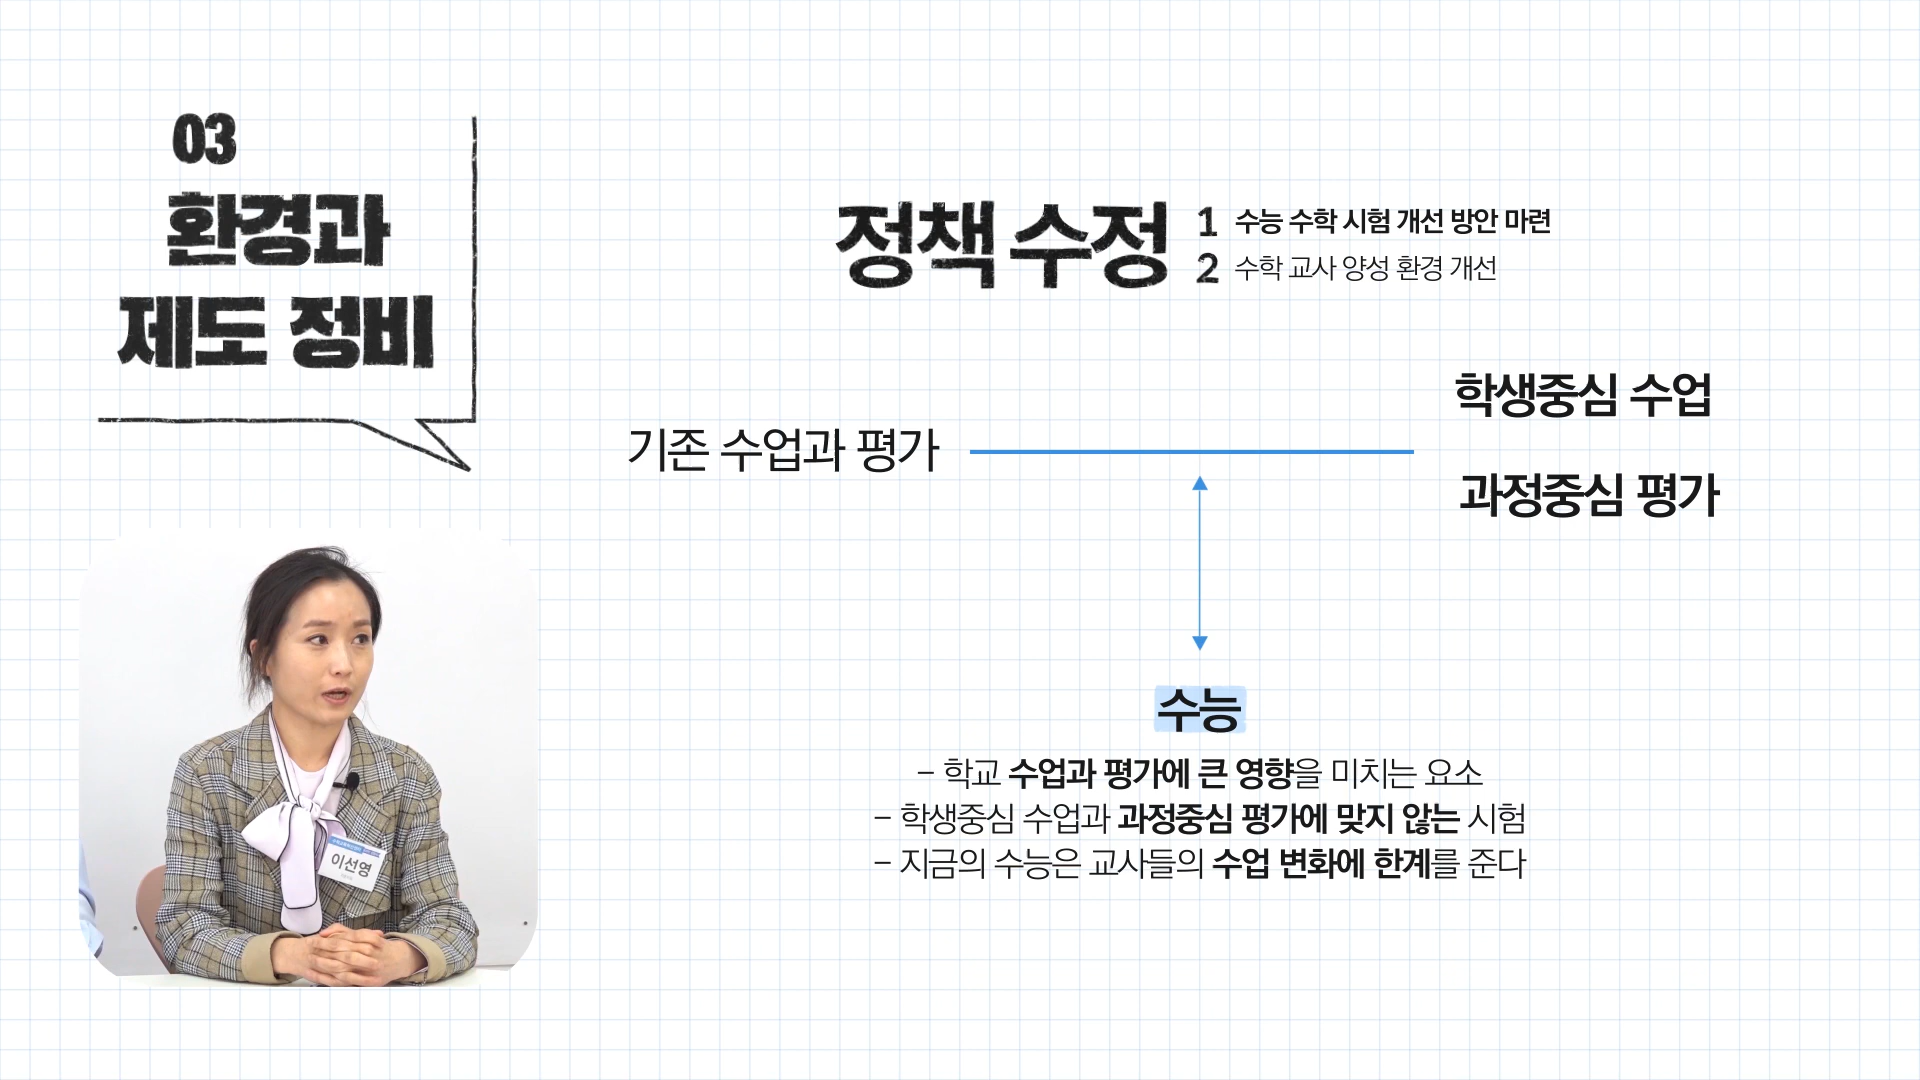 03
환경과
제도 정비
정책 수정
1 수능 수학 시험 개선 방안 마련
2 수학 교사 양성 환경 개선
기존 수업과 평가
학생중심 수업
과정중심 평가
수능
– 학교 수업과 평가에 큰 영향을 미치는 요소
– 학생중심 수업과 과정중심 평가에 맞지 않는 시험
– 지금의 수능은 교사들의 수업 변화에 한계를 준다
이선영